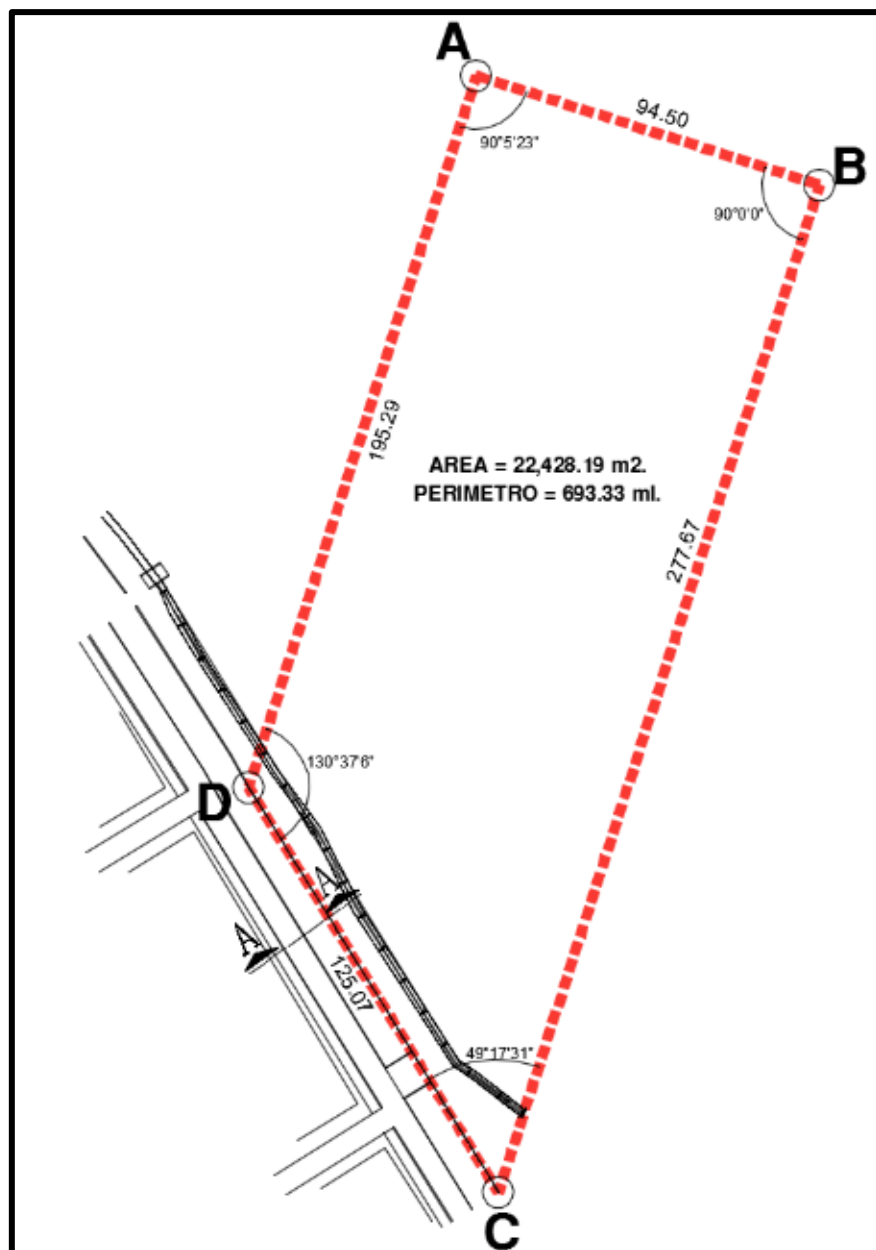 A
94.50
B
90°5'23"
90°0'0"
195.29
AREA = 22,428.19 m2.
PERIMETRO = 693.33 ml.
277.67
130°37'6"
D
A
A
125.07
49°17'31"
C